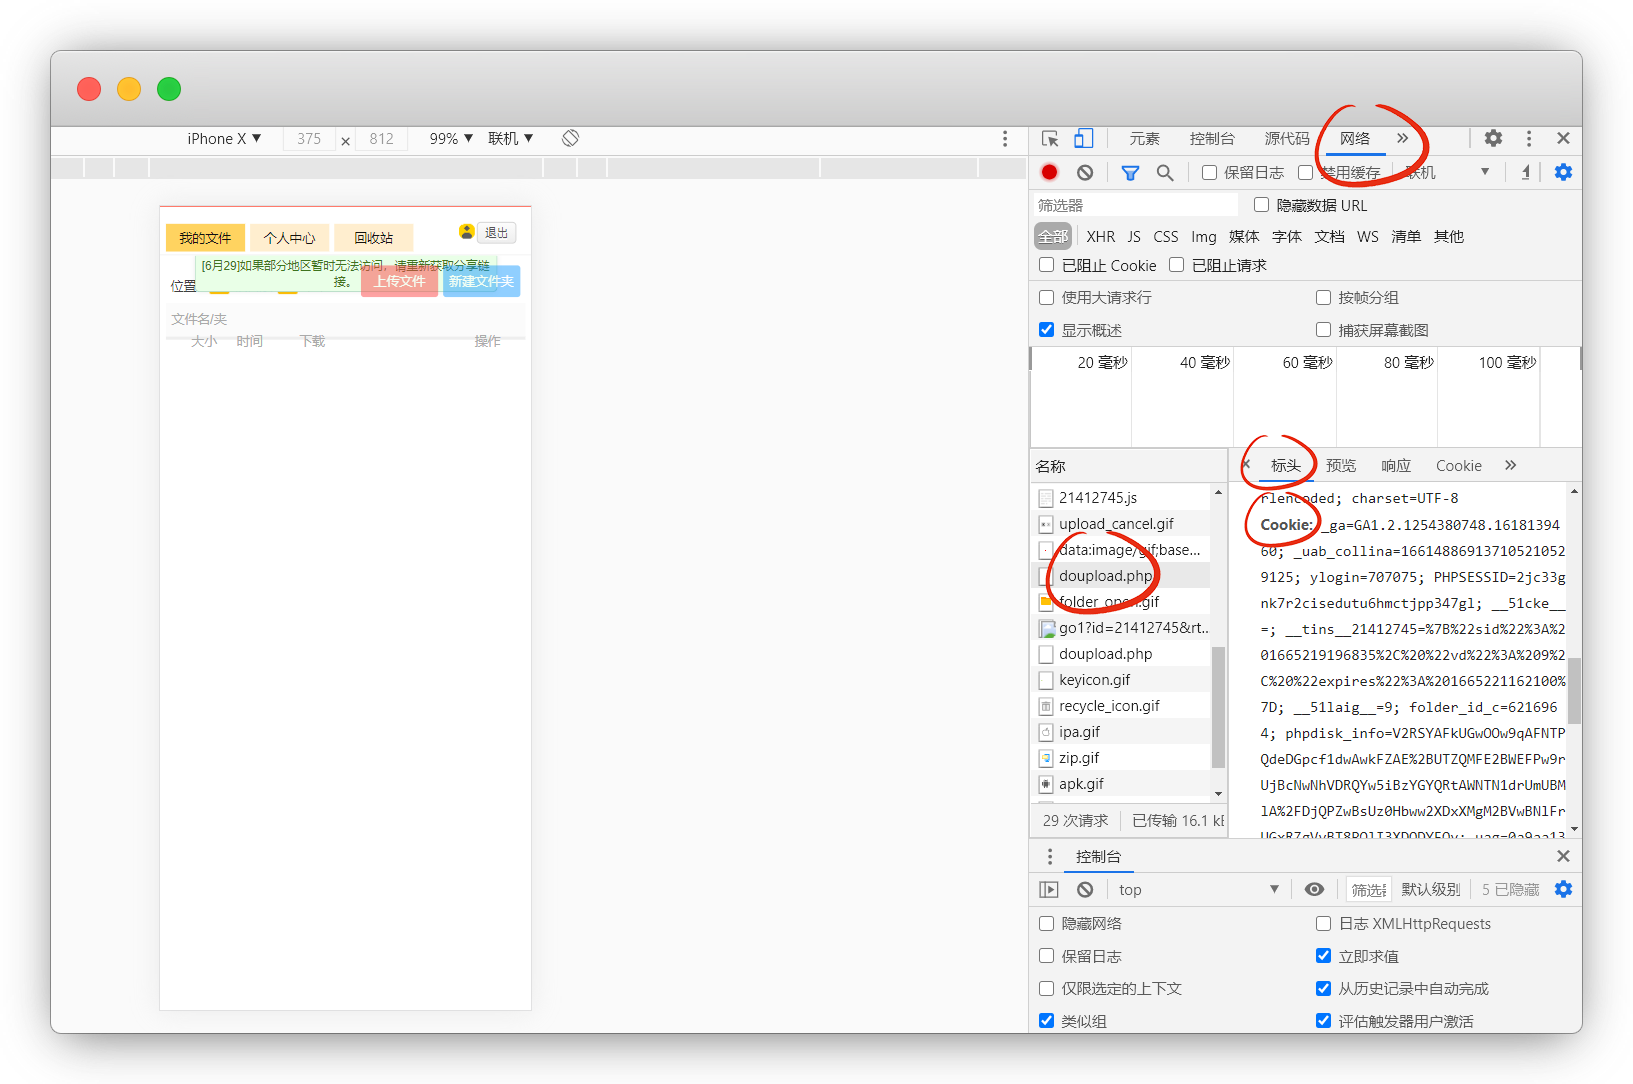 iPhone X ▼ 375 × 812 99% ▼ 联机 ▼
元素 控制台 源代码 网络 »
保留日志 禁用缓存 联机 ▼
筛选器 隐藏数据 URL
全部 XHR JS CSS Img 媒体 字体 文档 WS 清单 其他
已阻止 Cookie 已阻止请求
使用大请求行 按帧分组
显示概述 捕获屏幕截图
20 毫秒 40 毫秒 60 毫秒 80 毫秒 100 毫秒
我的文件 个人中心 回收站 退出
[6月29]如果部分地区暂时无法访问，请重新获取分享链
接。
位置
上传文件 新建文件夹
文件名/夹
大小 时间 下载 操作
名称
21412745.js
upload_cancel.gif
data:image/gif;base...
doupload.php
folder_open.gif
go1?id=21412745&rt...
doupload.php
keyicon.gif
recycle_icon.gif
ipa.gif
zip.gif
apk.gif
29 次请求 已传输 16.1 kB
× 标头 预览 响应 Cookie »
rlencoded; charset=UTF-8
Cookie: _ga=GA1.2.1254380748.16181394
60; _uab_collina=16614886913710521052
9125; ylogin=707075; PHPSESSID=2jc33g
nk7r2cisedutu6hmctjpp347gl; __51cke__
=; __tins__21412745=%7B%22sid%22%3A%2
01665219196835%2C%20%22vd%22%3A%209%2
C%20%22expires%22%3A%201665221162100%
7D; __51laig__=9; folder_id_c=621696
4; phpdisk_info=V2RSYAFkUGwOOw9qAFNTP
QdeDGpcf1dwAwkFZAE%2BUTZQMFE2BWEFPw9r
UjBcNwNhVDRQYw5iBzYGYQRtAWNTN1drUmUBM
lA%2FDjQPZwBsUz0Hbww2XDxXMgM2BVwBNlFr
控制台
top ▼ 筛选器 默认级别 5 已隐藏
隐藏网络 日志 XMLHttpRequests
保留日志 立即求值
仅限选定的上下文 从历史记录中自动完成
类似组 评估触发器用户激活